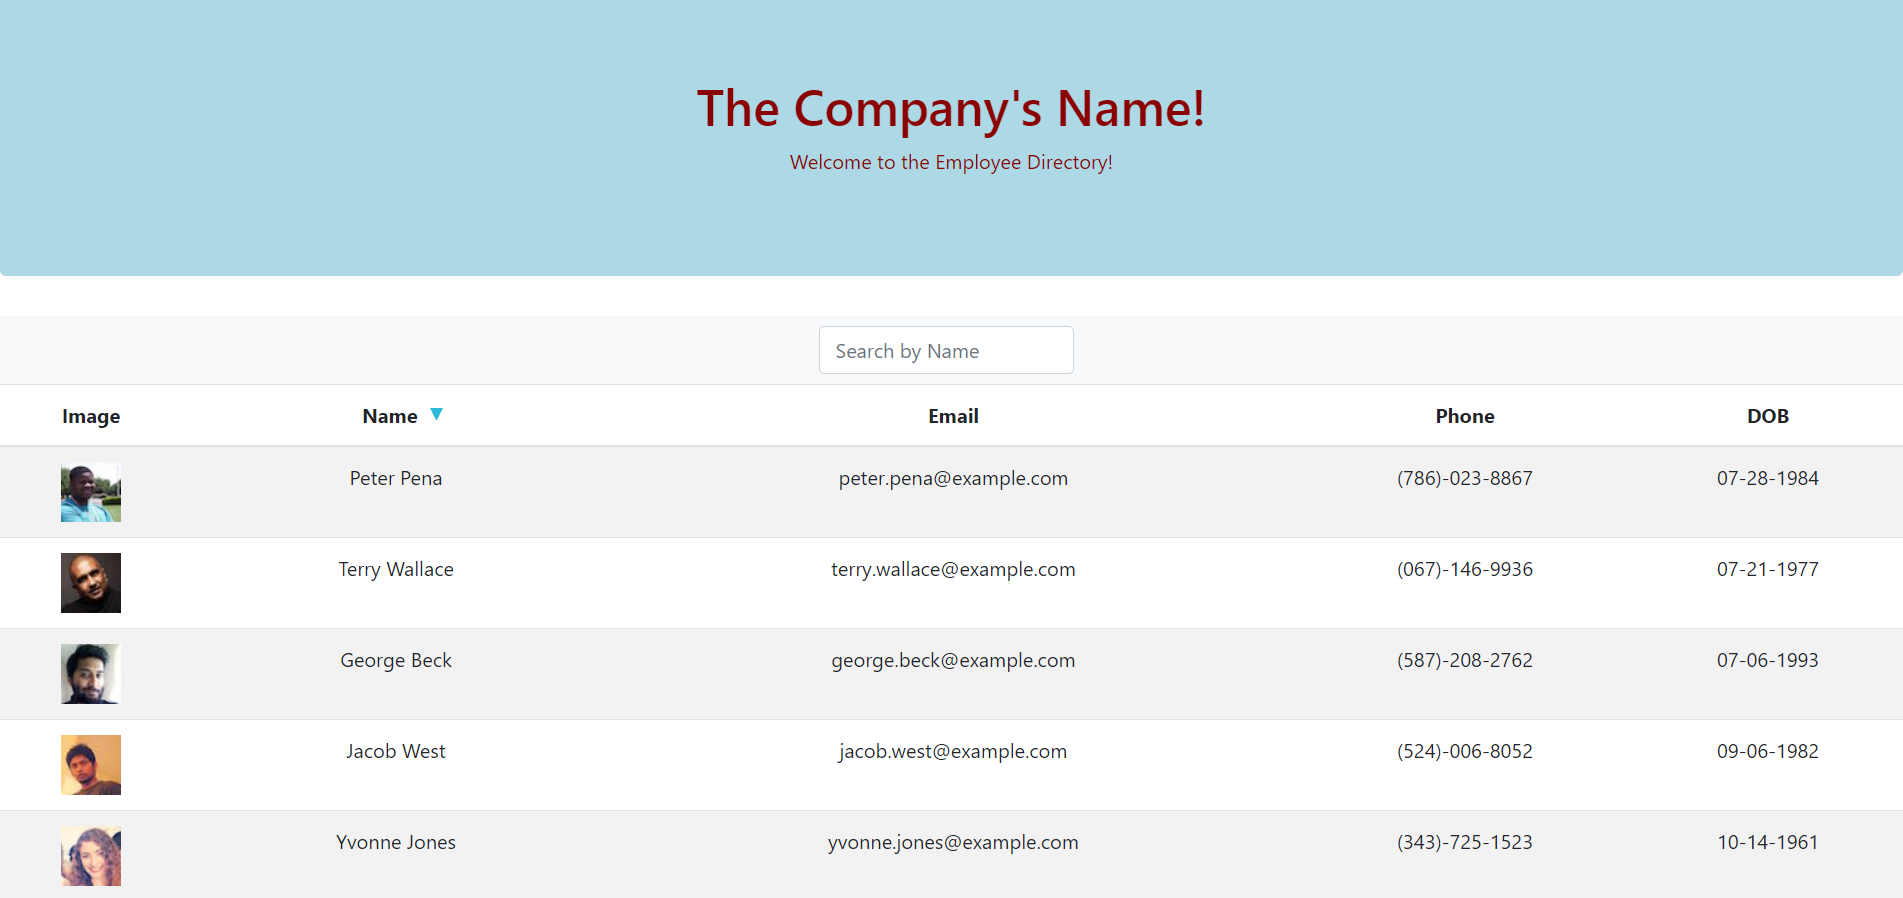 The Company's Name!
Welcome to the Employee Directory!
Search by Name
Image Name ▼ Email Phone DOB
Peter Pena peter.pena@example.com (786)-023-8867 07-28-1984
Terry Wallace terry.wallace@example.com (067)-146-9936 07-21-1977
George Beck george.beck@example.com (587)-208-2762 07-06-1993
Jacob West jacob.west@example.com (524)-006-8052 09-06-1982
Yvonne Jones yvonne.jones@example.com (343)-725-1523 10-14-1961